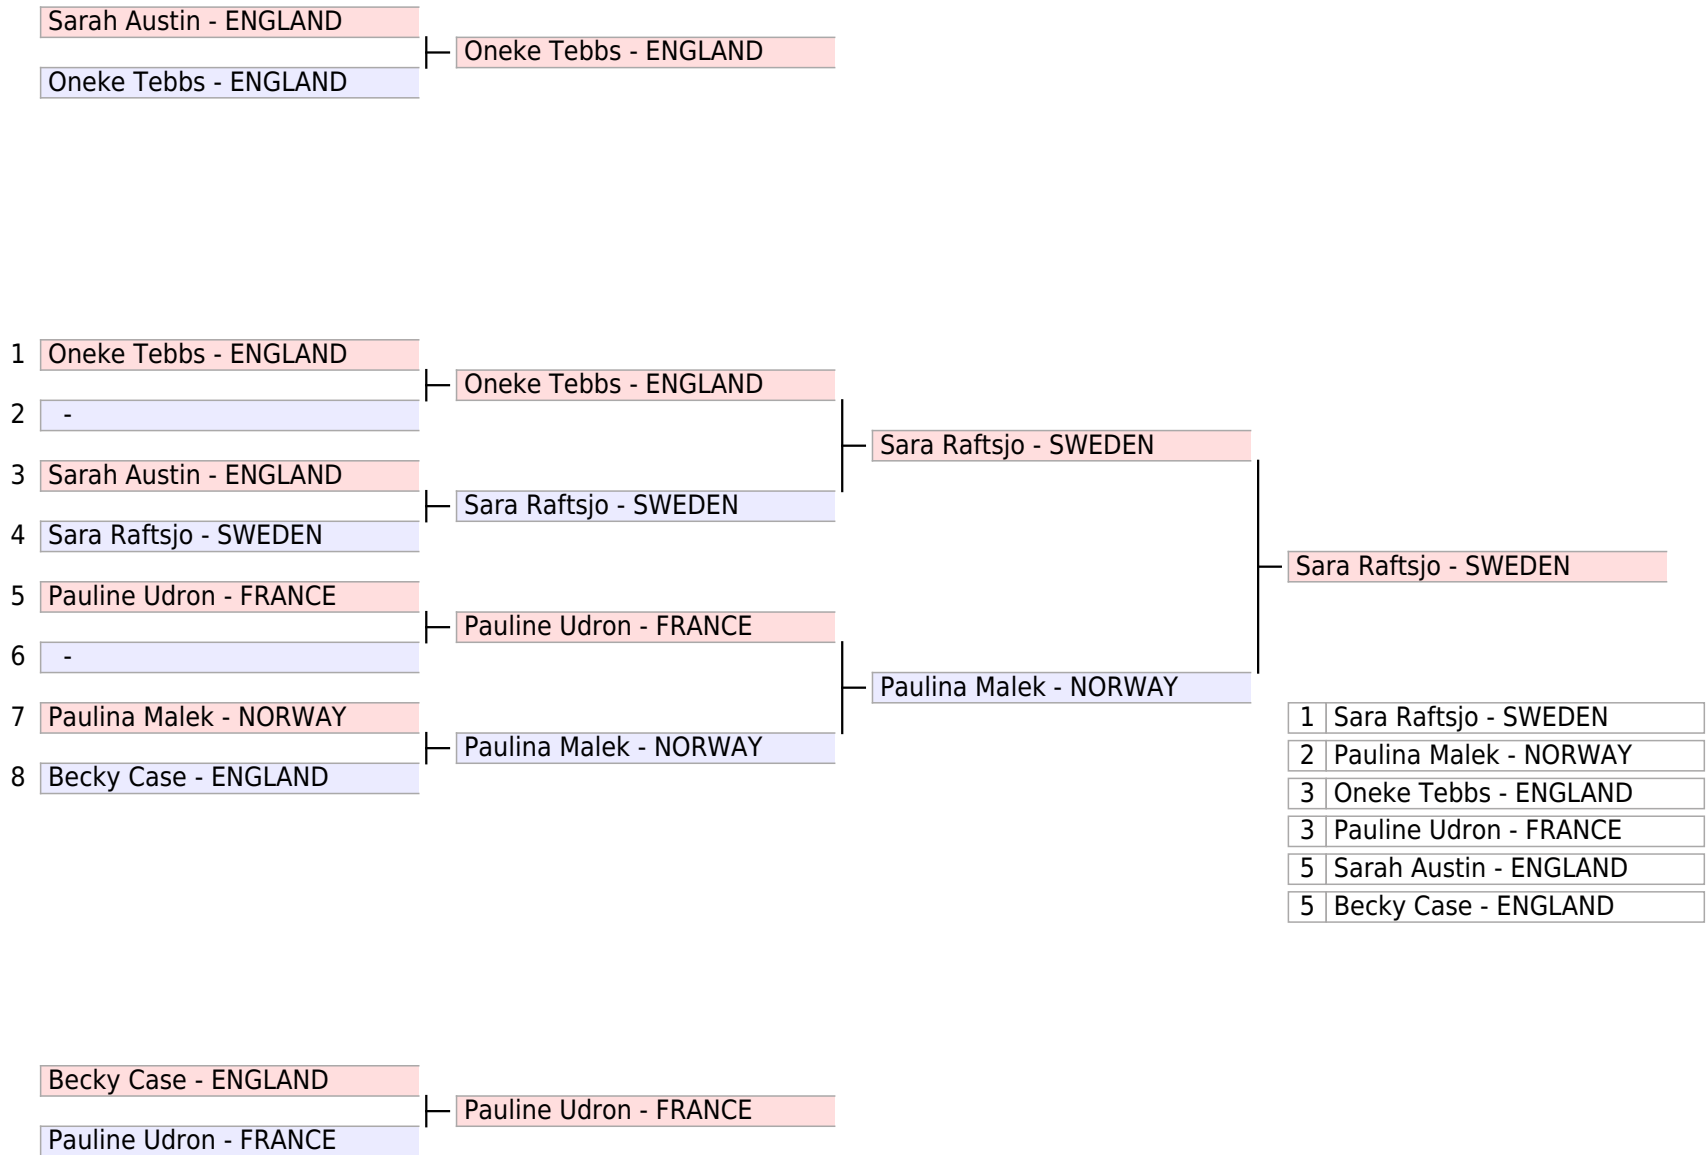 Sarah Austin - ENGLAND
Oneke Tebbs - ENGLAND
Oneke Tebbs - ENGLAND
1 Oneke Tebbs - ENGLAND
Oneke Tebbs - ENGLAND
2 -
Sara Raftsjo - SWEDEN
3 Sarah Austin - ENGLAND
Sara Raftsjo - SWEDEN
4 Sara Raftsjo - SWEDEN
Sara Raftsjo - SWEDEN
5 Pauline Udron - FRANCE
Pauline Udron - FRANCE
6 -
Paulina Malek - NORWAY
7 Paulina Malek - NORWAY
Paulina Malek - NORWAY
8 Becky Case - ENGLAND
1 Sara Raftsjo - SWEDEN
2 Paulina Malek - NORWAY
3 Oneke Tebbs - ENGLAND
3 Pauline Udron - FRANCE
5 Sarah Austin - ENGLAND
5 Becky Case - ENGLAND
Becky Case - ENGLAND
Pauline Udron - FRANCE
Pauline Udron - FRANCE